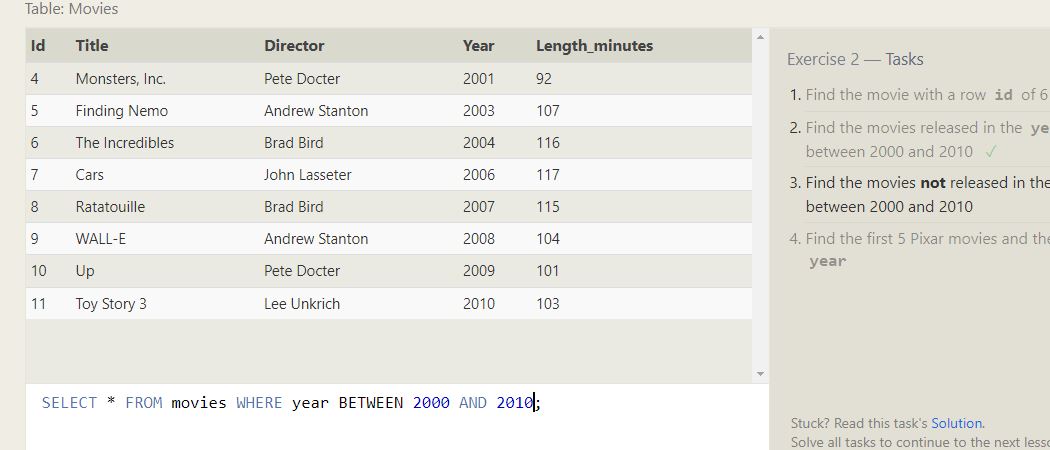 Table: Movies
Id Title Director Year Length_minutes
4 Monsters, Inc. Pete Docter 2001 92
5 Finding Nemo Andrew Stanton 2003 107
6 The Incredibles Brad Bird 2004 116
7 Cars John Lasseter 2006 117
8 Ratatouille Brad Bird 2007 115
9 WALL-E Andrew Stanton 2008 104
10 Up Pete Docter 2009 101
11 Toy Story 3 Lee Unkrich 2010 103
SELECT * FROM movies WHERE year BETWEEN 2000 AND 2010;
Exercise 2 — Tasks
1. Find the movie with a row id of 6
2. Find the movies released in the ye
between 2000 and 2010 ✓
3. Find the movies not released in the
between 2000 and 2010
4. Find the first 5 Pixar movies and the
year
Stuck? Read this task's Solution.
Solve all tasks to continue to the next lesso